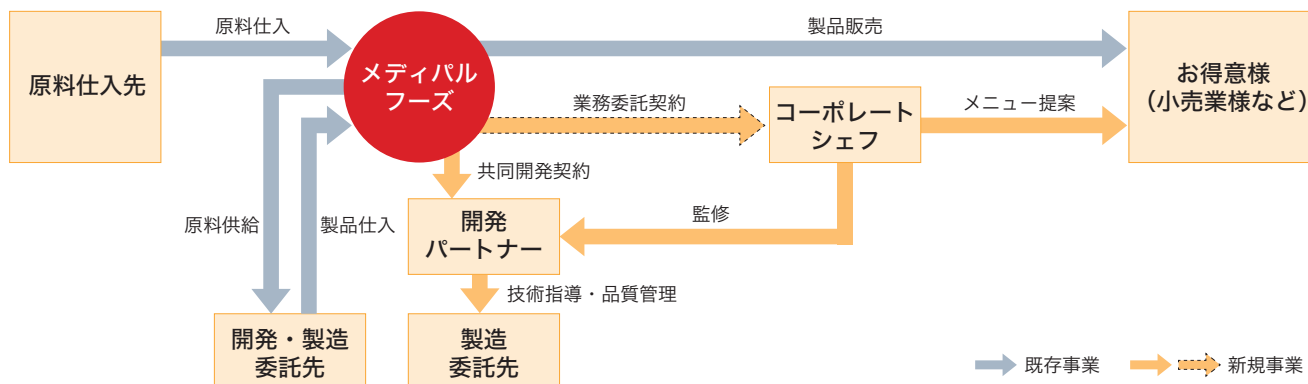 原料仕入
製品販売
原料仕入先
メディパル
フーズ
お得意様
（小売業様など）
業務委託契約
コーポレート
シェフ
メニュー提案
共同開発契約
原料供給
製品仕入
開発
パートナー
監修
技術指導・品質管理
開発・製造
委託先
製造
委託先
既存事業
新規事業